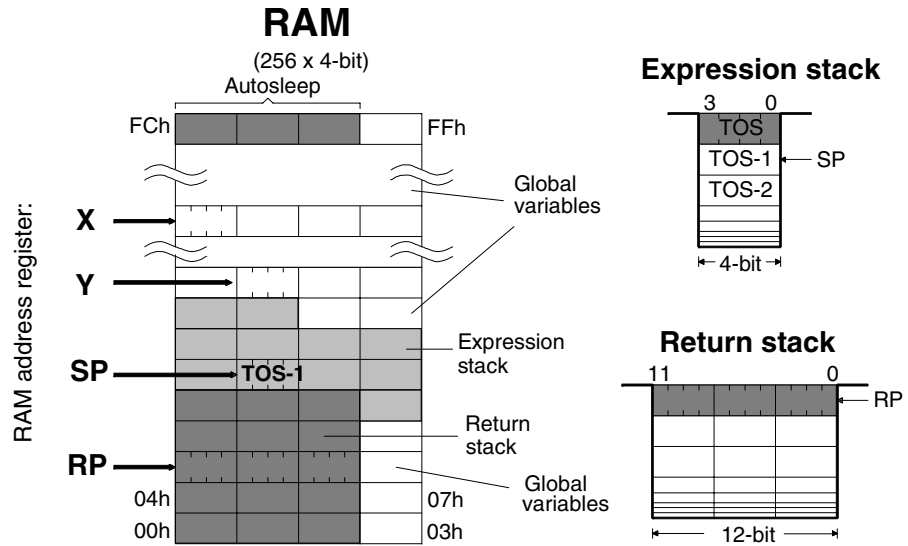 RAM
(256 x 4-bit)
Autosleep
FCh
FFh
RAM address register:
X
Y
SP
TOS-1
RP
04h
00h
07h
03h
Global
variables
Expression
stack
Return
stack
Global
variables
Expression stack
3
0
TOS
TOS-1
TOS-2
SP
4-bit
Return stack
11
0
RP
12-bit